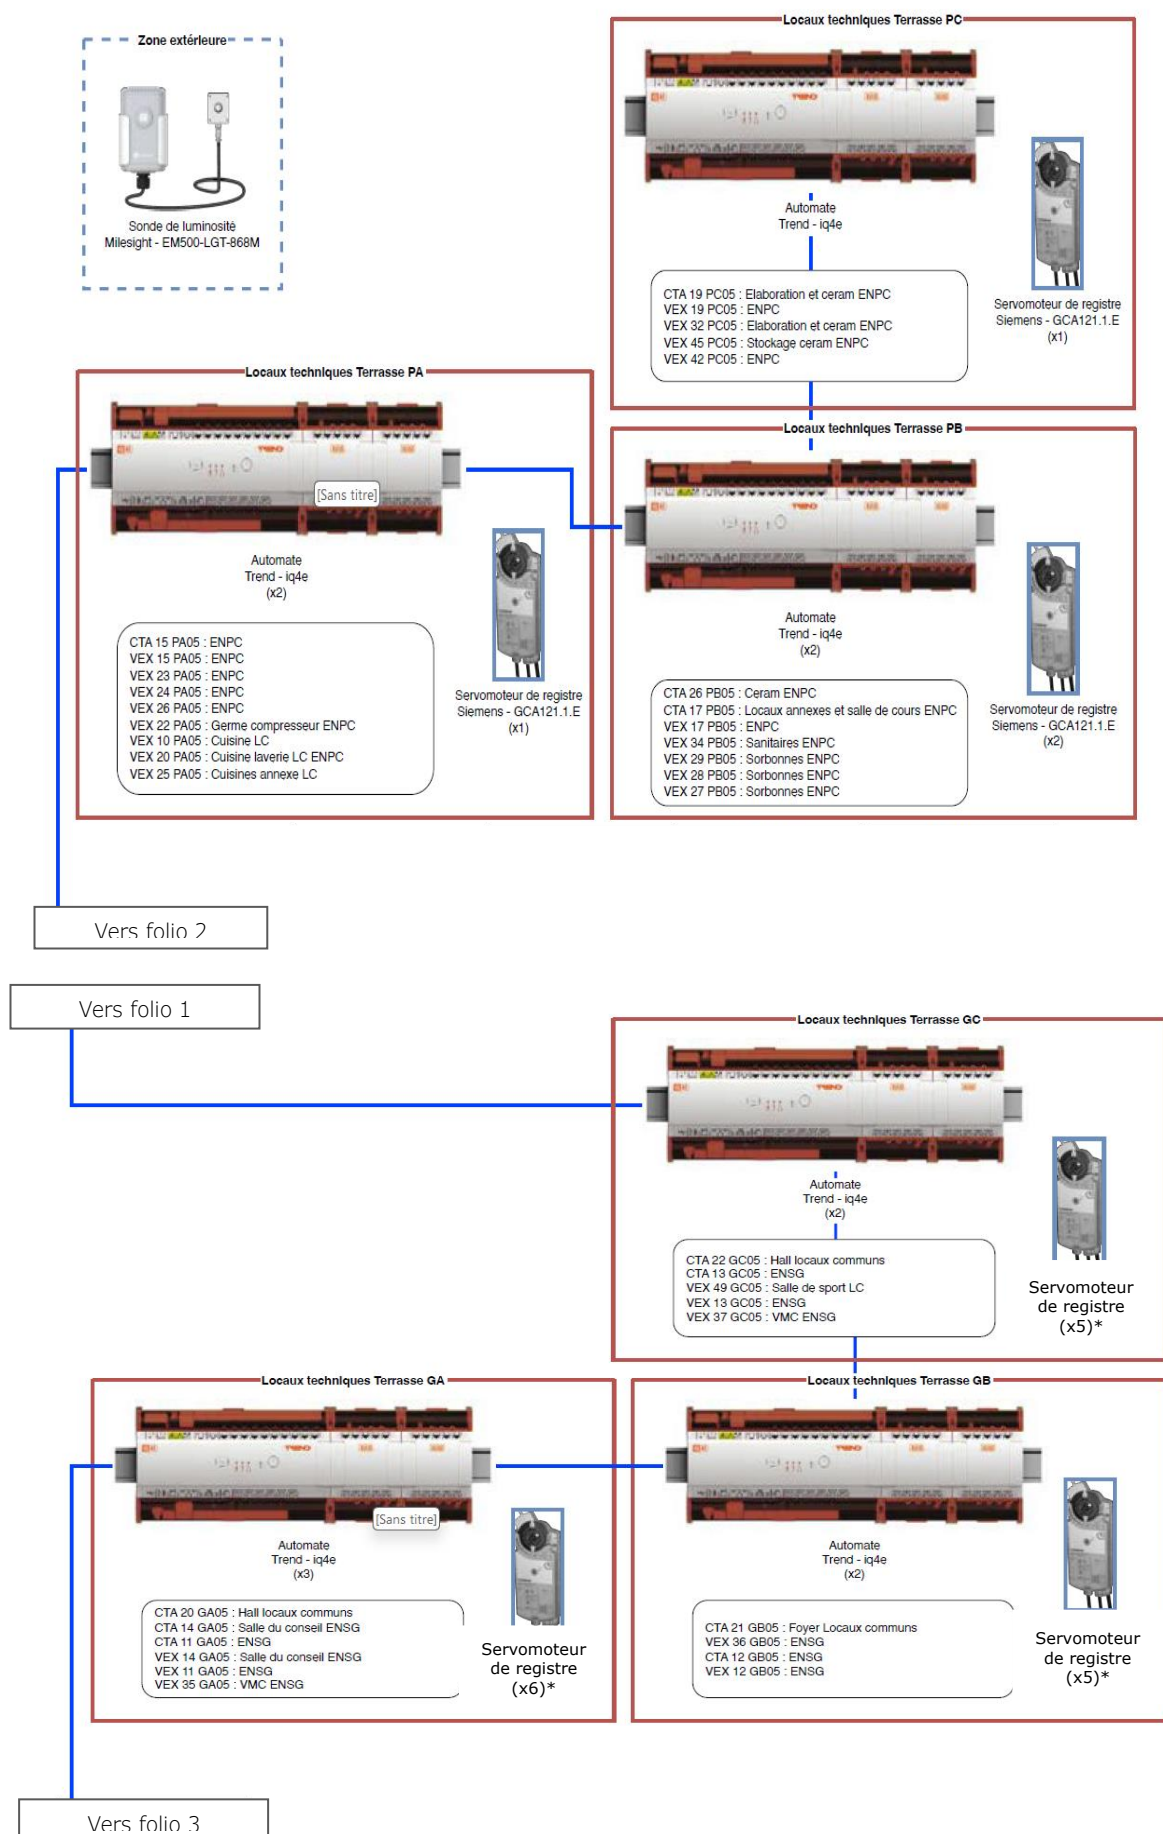 Zone extérieure
Sonde de luminosité
Milesight - EM500-LGT-868M
Locaux techniques Terrasse PC
TREND
Automate
Trend - iq4e
CTA 19 PC05 : Elaboration et ceram ENPC
VEX 19 PC05 : ENPC
VEX 32 PC05 : Elaboration et ceram ENPC
VEX 45 PC05 : Stockage ceram ENPC
VEX 42 PC05 : ENPC
Servomoteur de registre
Siemens - GCA121.1.E
(x1)
Locaux techniques Terrasse PA
TREND
[Sans titre]
Automate
Trend - iq4e
(x2)
CTA 15 PA05 : ENPC
VEX 15 PA05 : ENPC
VEX 23 PA05 : ENPC
VEX 24 PA05 : ENPC
VEX 26 PA05 : ENPC
VEX 22 PA05 : Germe compresseur ENPC
VEX 10 PA05 : Cuisine LC
VEX 20 PA05 : Cuisine laverie LC ENPC
VEX 25 PA05 : Cuisines annexe LC
Servomoteur de registre
Siemens - GCA121.1.E
(x1)
Locaux techniques Terrasse PB
TREND
Automate
Trend - iq4e
(x2)
CTA 26 PB05 : Ceram ENPC
CTA 17 PB05 : Locaux annexes et salle de cours ENPC
VEX 17 PB05 : ENPC
VEX 34 PB05 : Sanitaires ENPC
VEX 29 PB05 : Sorbonnes ENPC
VEX 28 PB05 : Sorbonnes ENPC
VEX 27 PB05 : Sorbonnes ENPC
Servomoteur de registre
Siemens - GCA121.1.E
(x2)
Vers folio 2
Vers folio 1
Locaux techniques Terrasse GC
TREND
Automate
Trend - iq4e
(x2)
CTA 22 GC05 : Hall locaux communs
CTA 13 GC05 : ENSG
VEX 49 GC05 : Salle de sport LC
VEX 13 GC05 : ENSG
VEX 37 GC05 : VMC ENSG
Servomoteur
de registre
(x5)*
Locaux techniques Terrasse GA
TREND
[Sans titre]
Automate
Trend - iq4e
(x3)
CTA 20 GA05 : Hall locaux communs
CTA 14 GA05 : Salle du conseil ENSG
CTA 11 GA05 : ENSG
VEX 14 GA05 : Salle du conseil ENSG
VEX 11 GA05 : ENSG
VEX 35 GA05 : VMC ENSG
Servomoteur
de registre
(x6)*
Locaux techniques Terrasse GB
TREND
Automate
Trend - iq4e
(x2)
CTA 21 GB05 : Foyer Locaux communs
VEX 36 GB05 : ENSG
CTA 12 GB05 : ENSG
VEX 12 GB05 : ENSG
Servomoteur
de registre
(x5)*
Vers folio 3